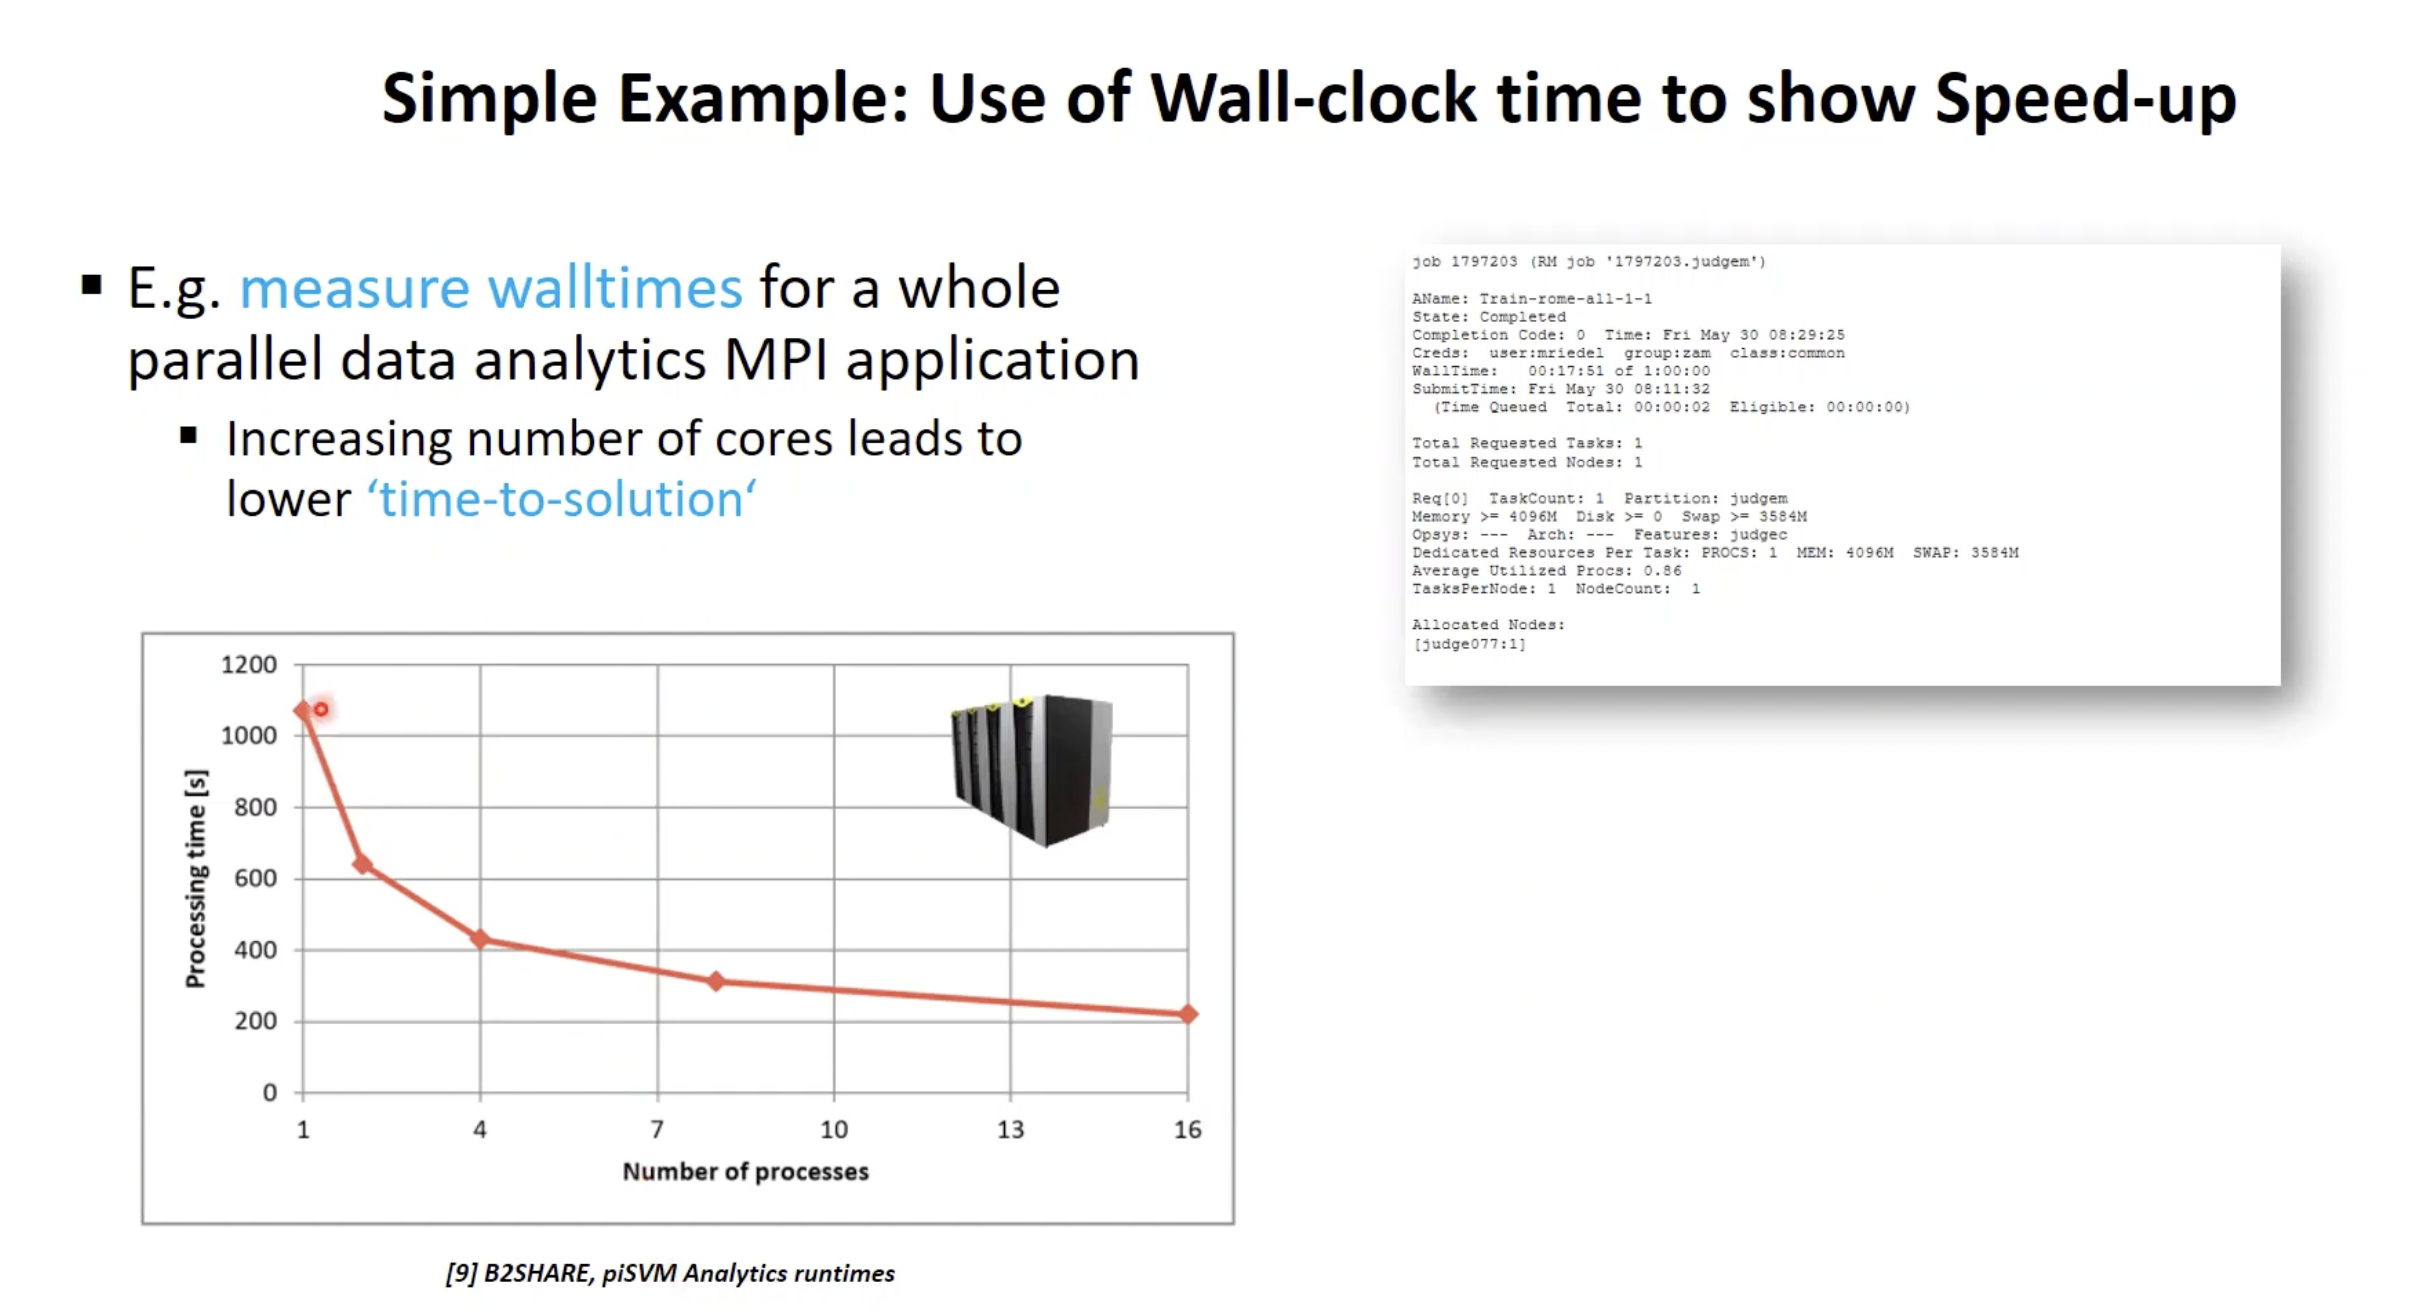 Simple Example: Use of Wall-clock time to show Speed-up
▪ E.g. measure walltimes for a whole
parallel data analytics MPI application
▪ Increasing number of cores leads to
lower ‘time-to-solution‘
job 1797203 (RM job '1797203.judgem')
AName: Train-rome-all-1-1
State: Completed
Completion Code: 0  Time: Fri May 30 08:29:25
Creds:  user:mriedel  group:zam  class:common
WallTime:   00:17:51 of 1:00:00
SubmitTime: Fri May 30 08:11:32
(Time Queued  Total: 00:00:02  Eligible: 00:00:00)
Total Requested Tasks: 1
Total Requested Nodes: 1
Req[0]  TaskCount: 1  Partition: judgem
Memory >= 4096M  Disk >= 0  Swap >= 3584M
Opsys: ---  Arch: ---  Features: judgec
Dedicated Resources Per Task: PROCS: 1  MEM: 4096M  SWAP: 3584M
Average Utilized Procs: 0.86
TasksPerNode: 1  NodeCount:  1
Allocated Nodes:
[judge077:1]
Processing time [s]
1200
1000
800
600
400
200
0
1 4 7 10 13 16
Number of processes
[9] B2SHARE, piSVM Analytics runtimes